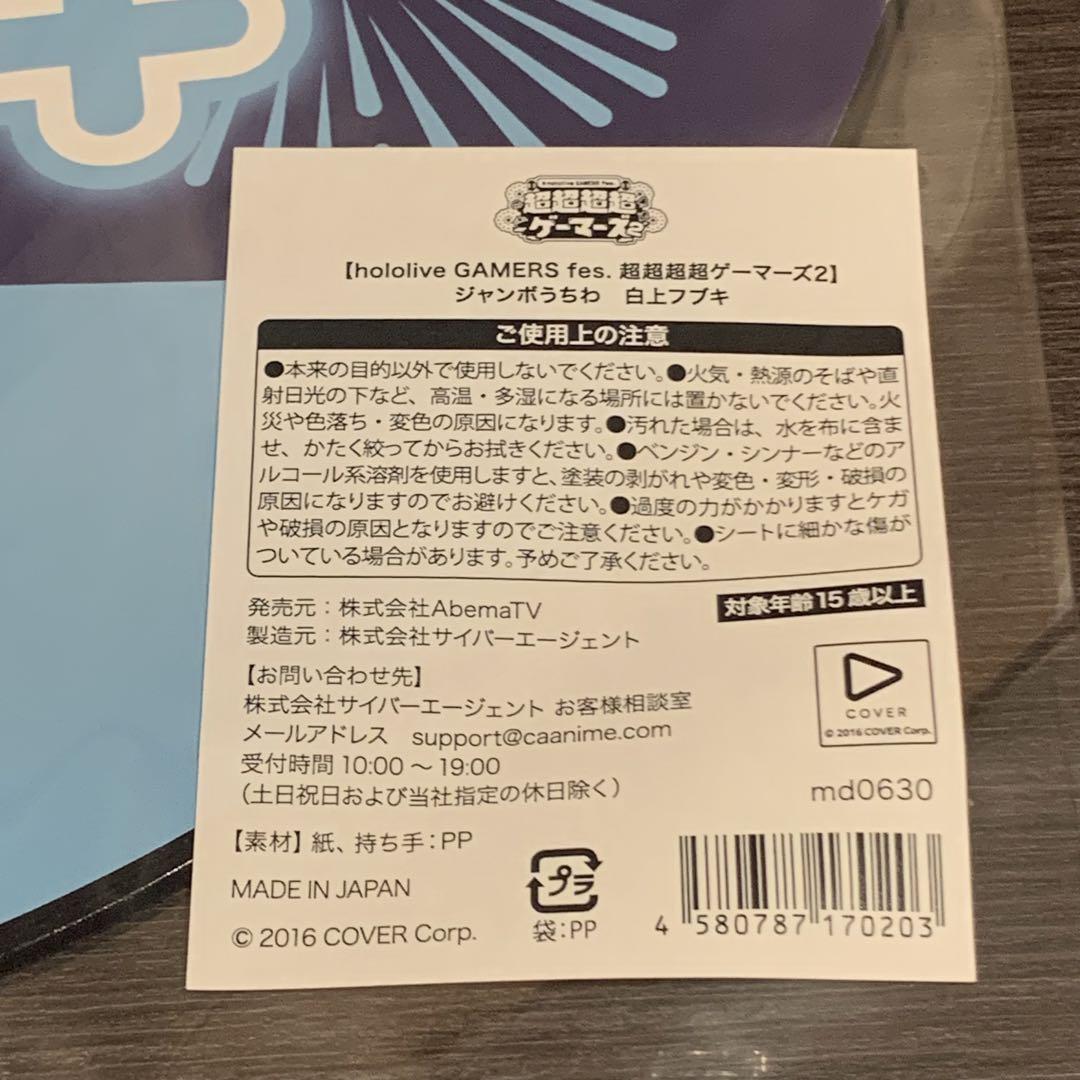 hololive GAMERS fes.
超超超超
ゲーマーズ2
【hololive GAMERS fes. 超超超超ゲーマーズ2】
ジャンボうちわ　白上フブキ
ご使用上の注意
●本来の目的以外で使用しないでください。●火気・熱源のそばや直
射日光の下など、高温・多湿になる場所には置かないでください。火
災や色落ち・変色の原因になります。●汚れた場合は、水を布に含ま
せ、かたく絞ってからお拭きください。●ベンジン・シンナーなどのア
ルコール系溶剤を使用しますと、塗装の剥がれや変色・変形・破損の
原因になりますのでお避けください。●過度の力がかかりますとケガ
や破損の原因となりますのでご注意ください。●シートに細かな傷が
ついている場合があります。予めご了承ください。
発売元：株式会社AbemaTV
対象年齢15歳以上
製造元：株式会社サイバーエージェント
【お問い合わせ先】
株式会社サイバーエージェント お客様相談室
メールアドレス　support@caanime.com
受付時間 10:00 ～ 19:00
（土日祝日および当社指定の休日除く）
COVER
© 2016 COVER Corp.
md0630
【素材】紙、持ち手：PP
MADE IN JAPAN
© 2016 COVER Corp.
プラ
袋:PP
4 580787 170203